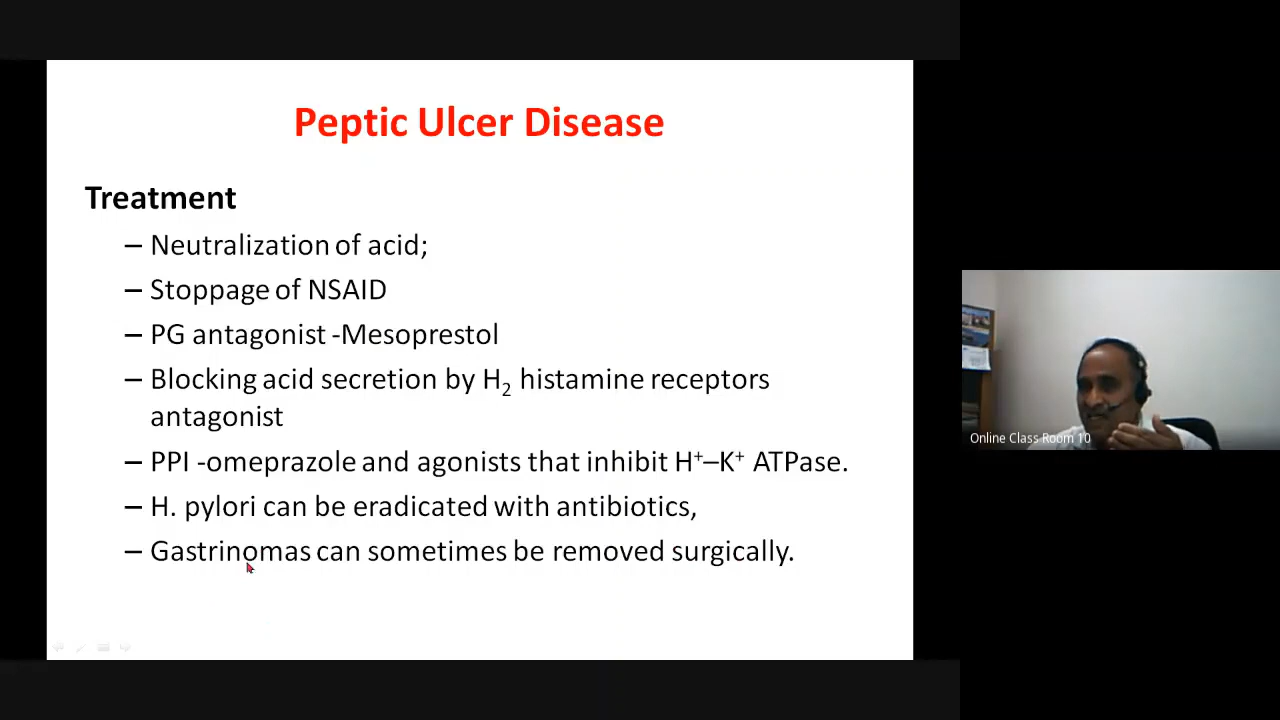 Peptic Ulcer Disease
Treatment
– Neutralization of acid;
– Stoppage of NSAID
– PG antagonist -Mesoprestol
– Blocking acid secretion by H₂ histamine receptors
antagonist
– PPI -omeprazole and agonists that inhibit H⁺–K⁺ ATPase.
– H. pylori can be eradicated with antibiotics,
– Gastrinomas can sometimes be removed surgically.
Online Class Room 10